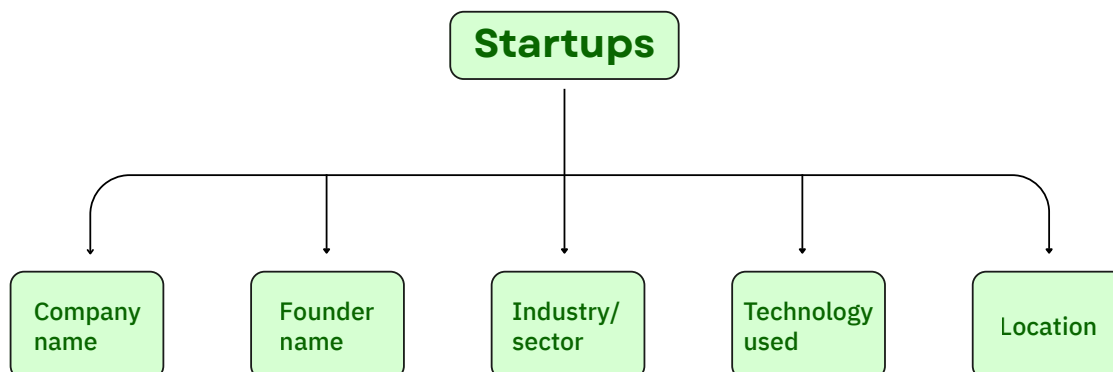 Startups
Company
name
Founder
name
Industry/
sector
Technology
used
Location